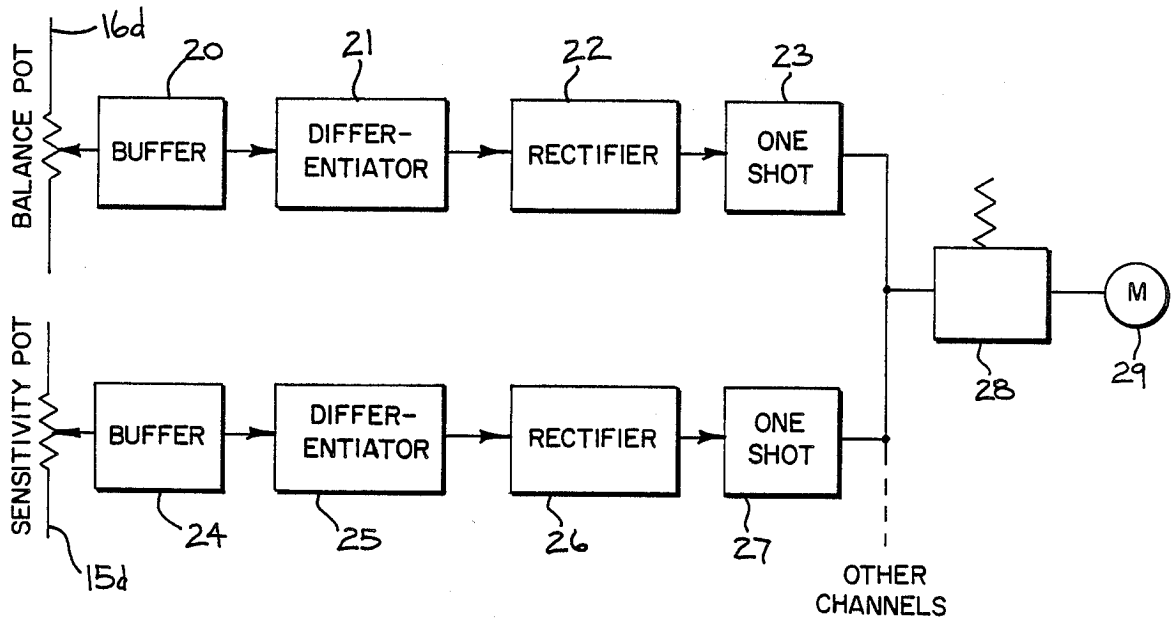 16d
BALANCE POT
20
BUFFER
21
DIFFER-
ENTIATOR
22
RECTIFIER
23
ONE
SHOT
28
M
29
SENSITIVITY POT
15d
BUFFER
24
DIFFER-
ENTIATOR
25
RECTIFIER
26
ONE
SHOT
27
OTHER
CHANNELS